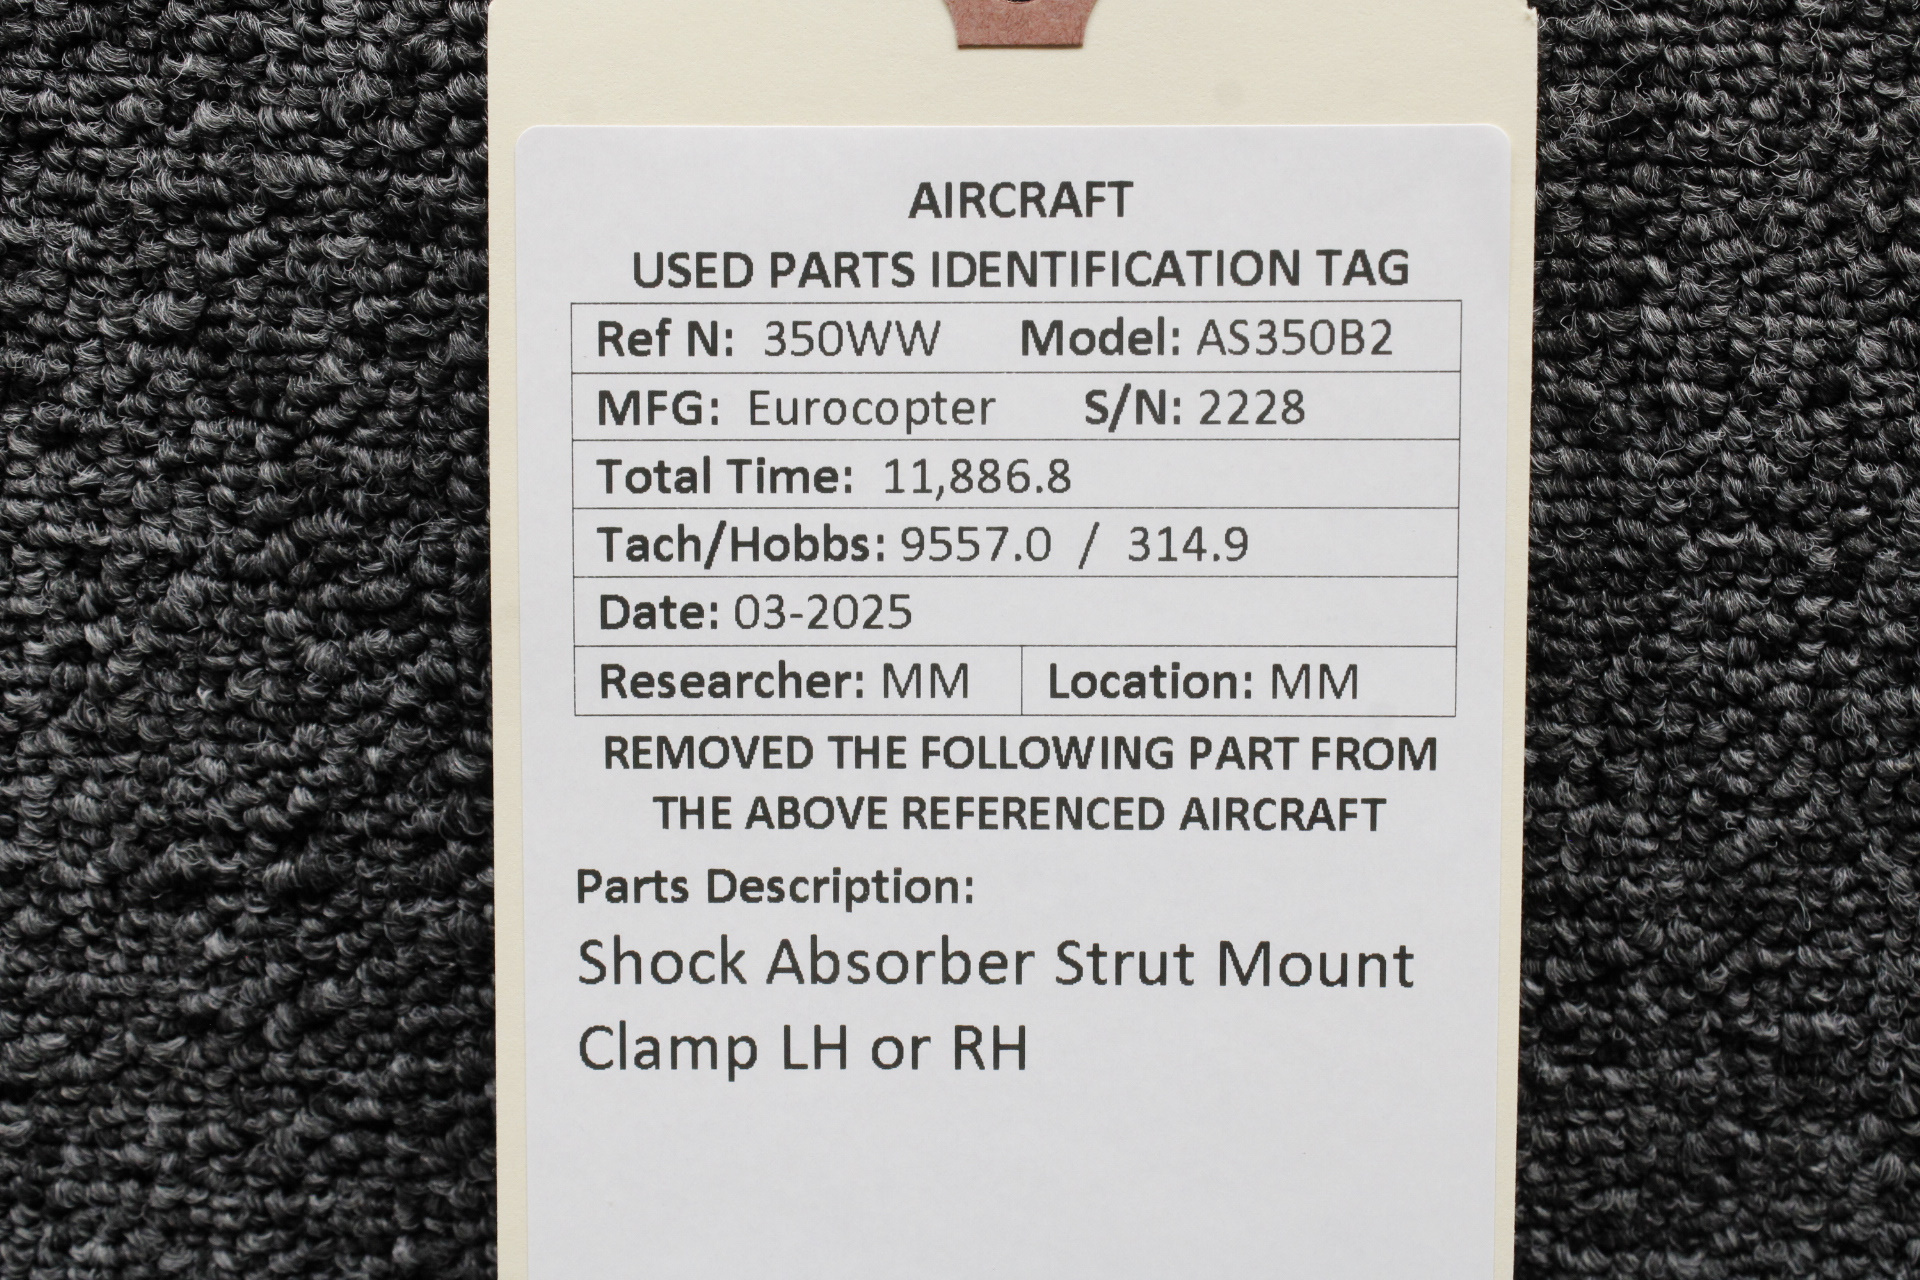 AIRCRAFT
USED PARTS IDENTIFICATION TAG
Ref N: 350WW Model: AS350B2
MFG: Eurocopter S/N: 2228
Total Time: 11,886.8
Tach/Hobbs: 9557.0 / 314.9
Date: 03-2025
Researcher: MM Location: MM
REMOVED THE FOLLOWING PART FROM
THE ABOVE REFERENCED AIRCRAFT
Parts Description:
Shock Absorber Strut Mount
Clamp LH or RH